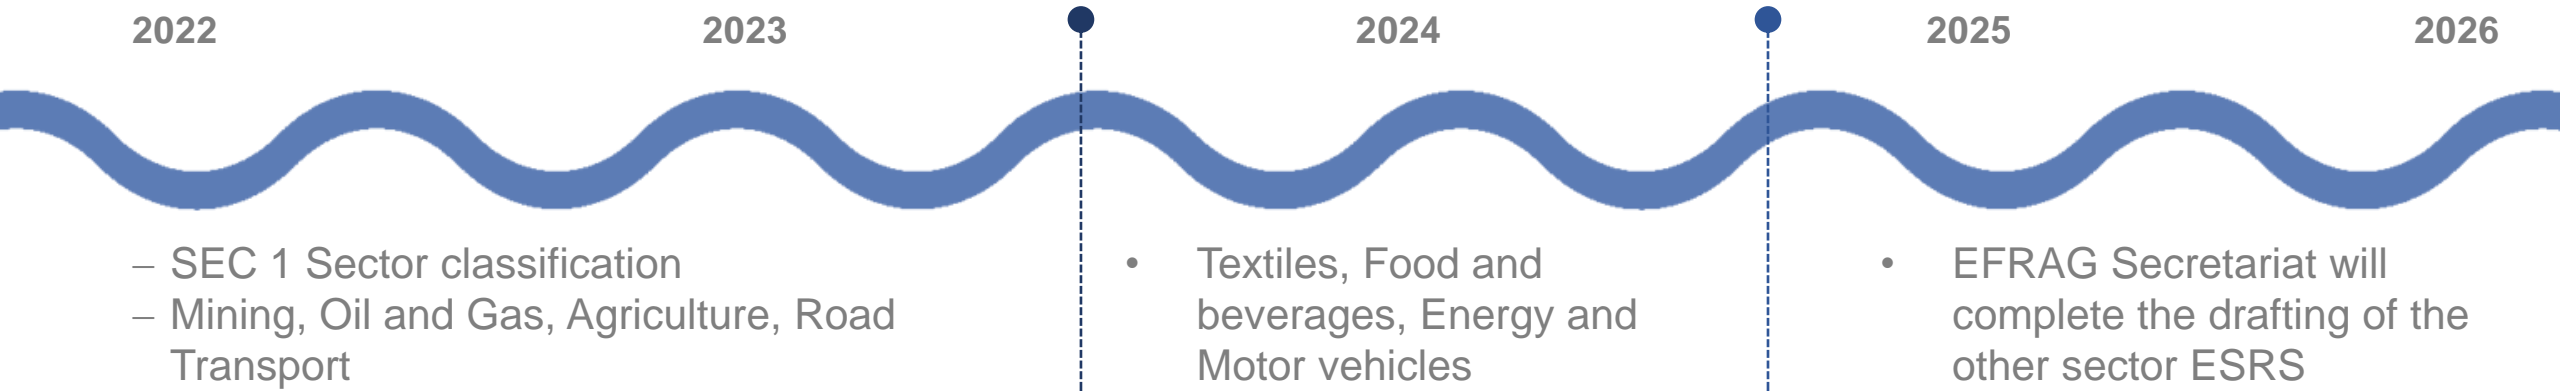 2022 2023 2024 2025 2026
– SEC 1 Sector classification
– Mining, Oil and Gas, Agriculture, Road
Transport
• Textiles, Food and
beverages, Energy and
Motor vehicles
• EFRAG Secretariat will
complete the drafting of the
other sector ESRS